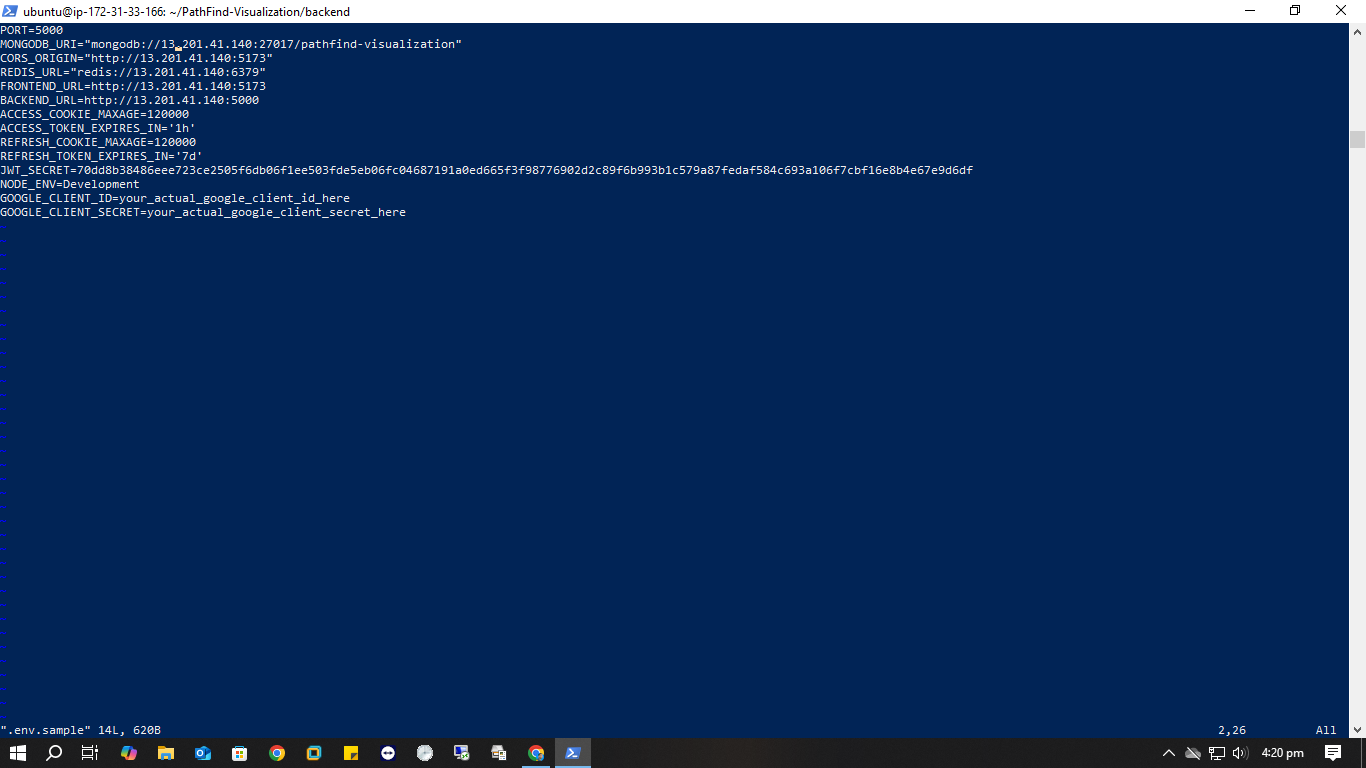 ubuntu@ip-172-31-33-166: ~/PathFind-Visualization/backend
PORT=5000
MONGODB_URI="mongodb://13.201.41.140:27017/pathfind-visualization"
CORS_ORIGIN="http://13.201.41.140:5173"
REDIS_URL="redis://13.201.41.140:6379"
FRONTEND_URL=http://13.201.41.140:5173
BACKEND_URL=http://13.201.41.140:5000
ACCESS_COOKIE_MAXAGE=120000
ACCESS_TOKEN_EXPIRES_IN='1h'
REFRESH_COOKIE_MAXAGE=120000
REFRESH_TOKEN_EXPIRES_IN='7d'
JWT_SECRET=70dd8b38486eee723ce2505f6db06f1ee503fde5eb06fc04687191a0ed665f3f98776902d2c89f6b993b1c579a87fedaf584c693a106f7cbf16e8b4e67e9d6df
NODE_ENV=Development
GOOGLE_CLIENT_ID=your_actual_google_client_id_here
GOOGLE_CLIENT_SECRET=your_actual_google_client_secret_here
".env.sample" 14L, 620B 2,26 All
4:20 pm